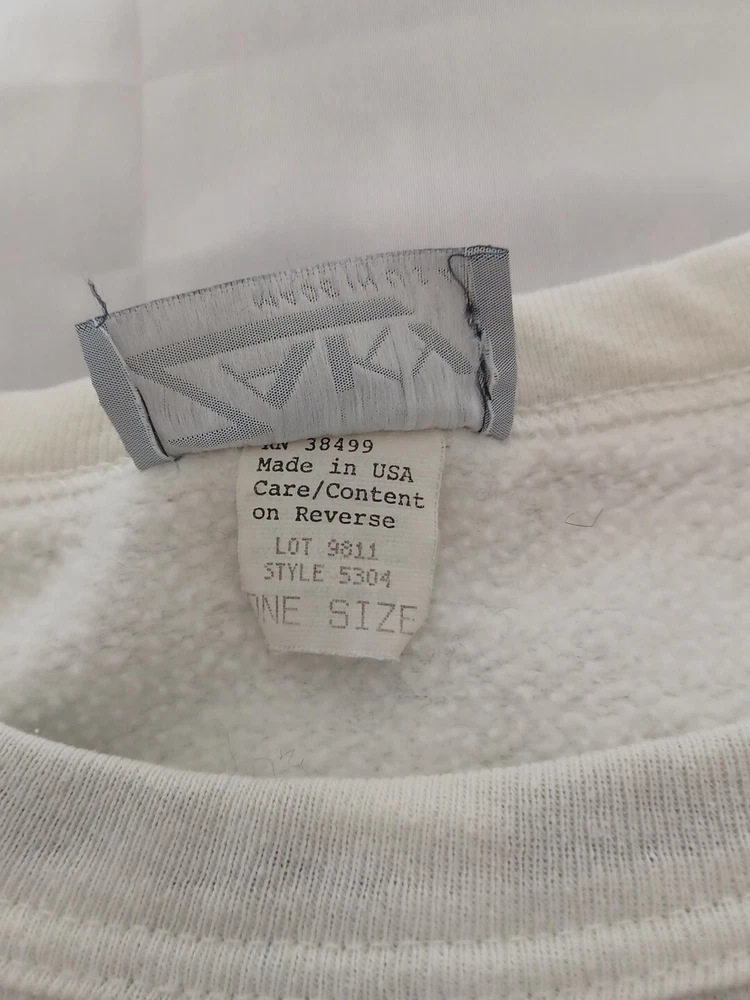 RN 38499
Made in USA
Care/Content
on Reverse
LOT 9811
STYLE 5304
ONE SIZE